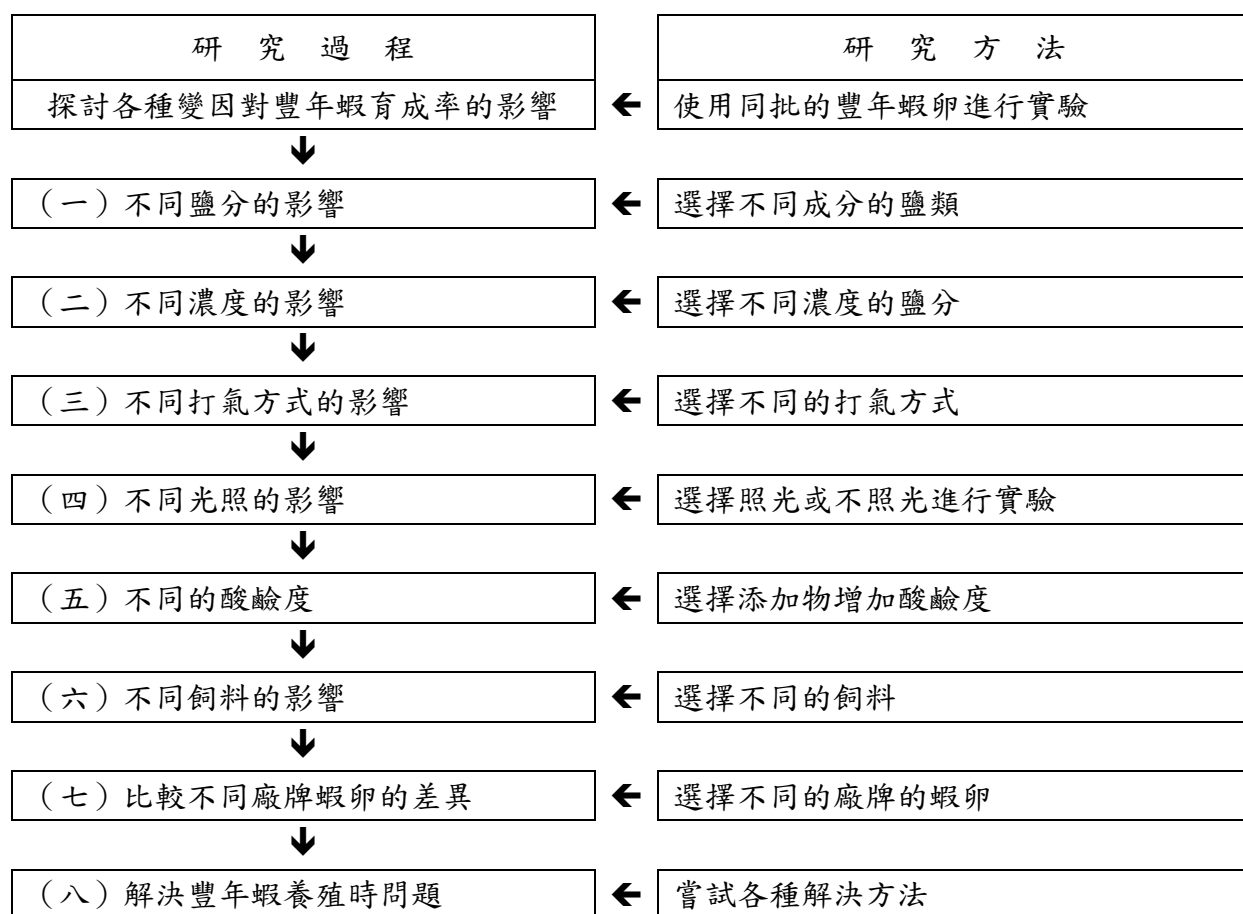 研究過程
研究方法
探討各種變因對豐年蝦育成率的影響
使用同批的豐年蝦卵進行實驗
（一）不同鹽分的影響
選擇不同成分的鹽類
（二）不同濃度的影響
選擇不同濃度的鹽分
（三）不同打氣方式的影響
選擇不同的打氣方式
（四）不同光照的影響
選擇照光或不照光進行實驗
（五）不同的酸鹼度
選擇添加物增加酸鹼度
（六）不同飼料的影響
選擇不同的飼料
（七）比較不同廠牌蝦卵的差異
選擇不同的廠牌的蝦卵
（八）解決豐年蝦養殖時問題
嘗試各種解決方法